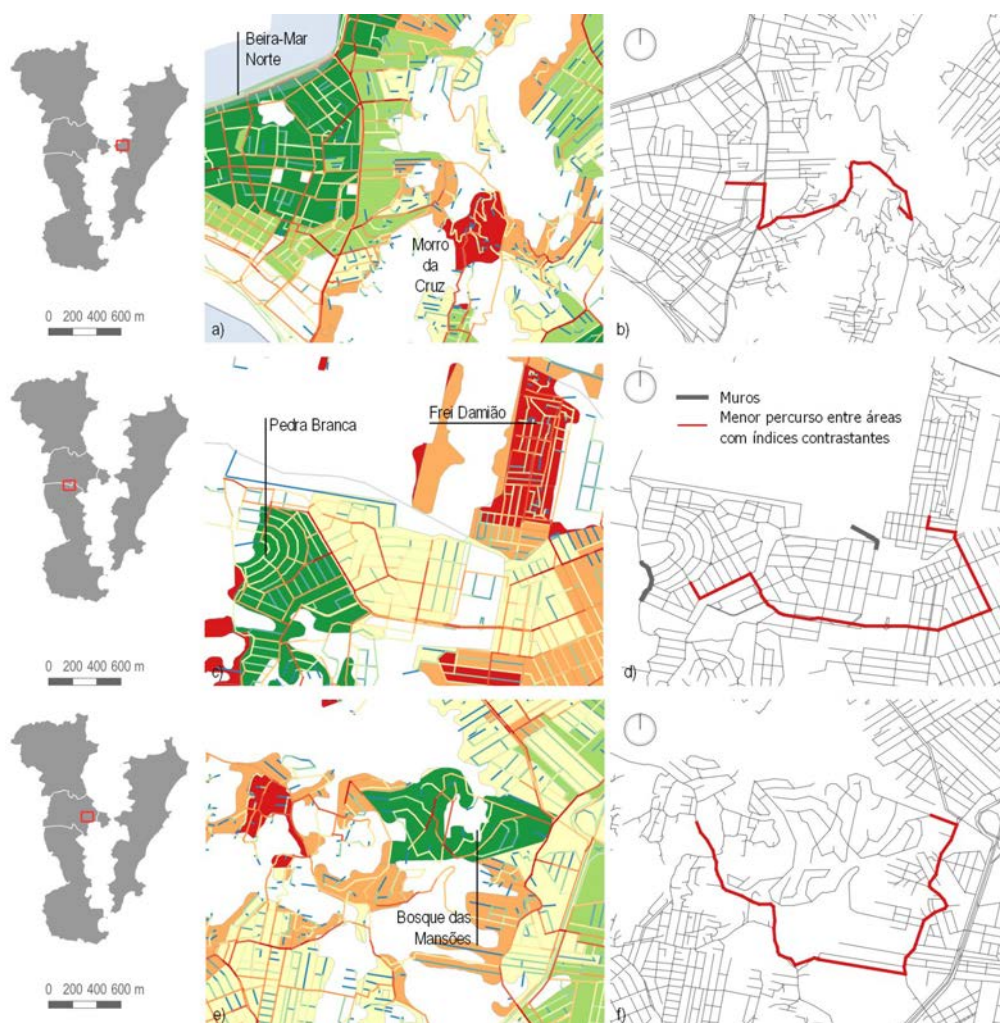 Beira-Mar
Norte
Morro
da
Cruz
0 200 400 600 m
a)
b)
Pedra Branca
Frei Damião
Muros
Menor percurso entre áreas
com índices contrastantes
0 200 400 600 m
c)
d)
Bosque das
Mansões
0 200 400 600 m
e)
f)